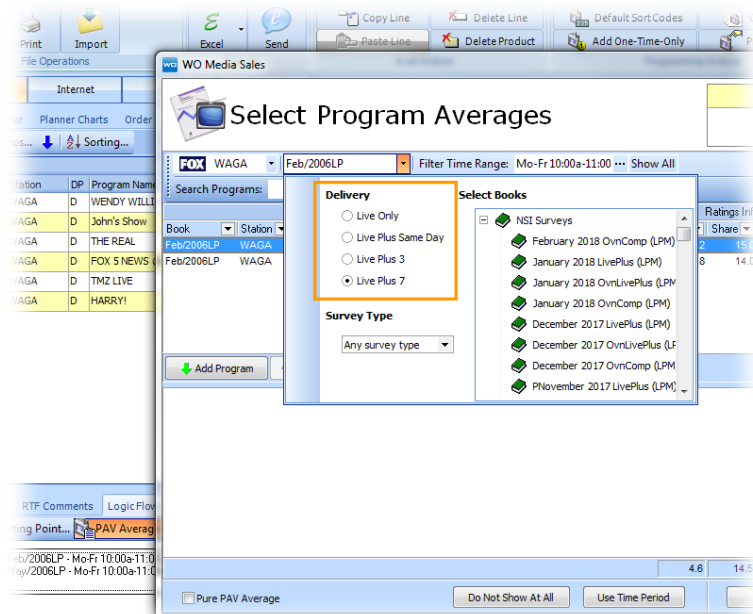 Print
Import
Excel
Send
Copy Line
Delete Line
Default Sort Codes
Paste Line
Delete Product
Add One-Time-Only
File Operations
WO Media Sales
Internet
Planner Charts
Order
Sorting...
Select Program Averages
FOX WAGA
Feb/2006LP
Filter Time Range: Mo-Fr 10:00a-11:00 ··· Show All
Search Programs:
Station
DP
Program Name
WAGA D WENDY WILLI
WAGA D John's Show
WAGA D THE REAL
WAGA D FOX 5 NEWS
WAGA D TMZ LIVE
WAGA D HARRY!
Book
Station
Share
Feb/2006LP WAGA 2 15.0
Feb/2006LP WAGA 8 14.0
Delivery
Live Only
Live Plus Same Day
Live Plus 3
Live Plus 7
Survey Type
Any survey type
Select Books
NSI Surveys
February 2018 OvnComp (LPM)
January 2018 LivePlus (LPM)
January 2018 OvnLivePlus (LPM
January 2018 OvnComp (LPM)
December 2017 LivePlus (LPM)
December 2017 OvnLivePlus (LF
December 2017 OvnComp (LPM
PNovember 2017 LivePlus (LPM)
Add Program
RTF Comments
LogicFlow
ting Point...
PAV Averag
eb/2006LP - Mo-Fr 10:00a-11:0
ay/2006LP - Mo-Fr 10:00a-11:0
4.6 14.5
Pure PAV Average
Do Not Show At All
Use Time Period